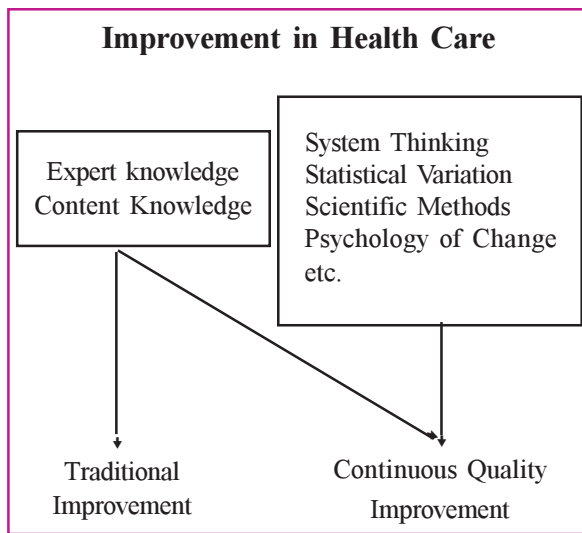 Improvement in Health Care
Expert knowledge
Content Knowledge
System Thinking
Statistical Variation
Scientific Methods
Psychology of Change
etc.
Traditional
Improvement
Continuous Quality
Improvement